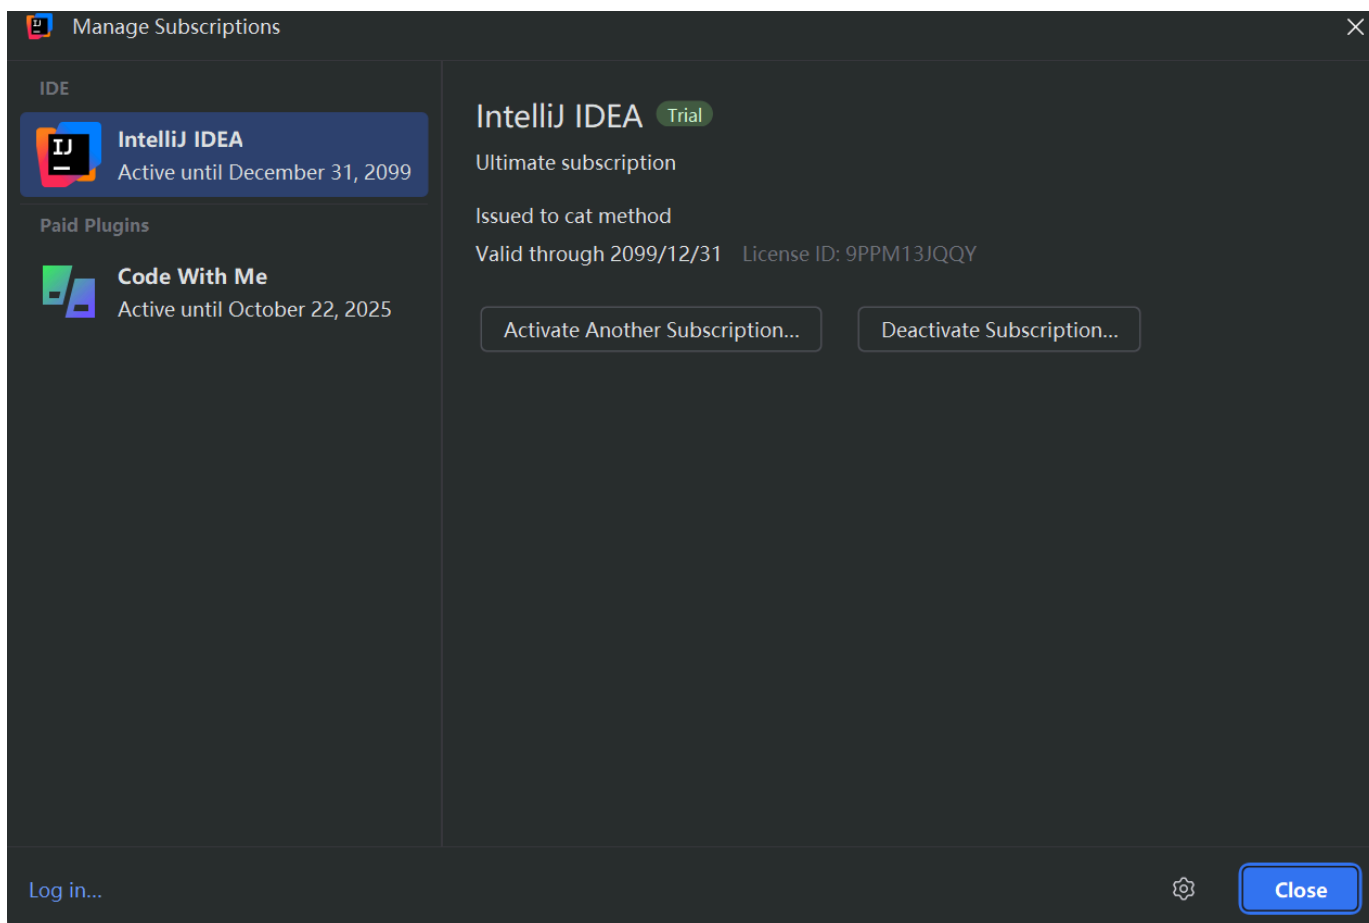 Manage Subscriptions
IDE
IJ
IntelliJ IDEA
Active until December 31, 2099
Paid Plugins
Code With Me
Active until October 22, 2025
IntelliJ IDEA Trial
Ultimate subscription
Issued to cat method
Valid through 2099/12/31 License ID: 9PPM13JQQY
Activate Another Subscription... Deactivate Subscription...
Log in... Close